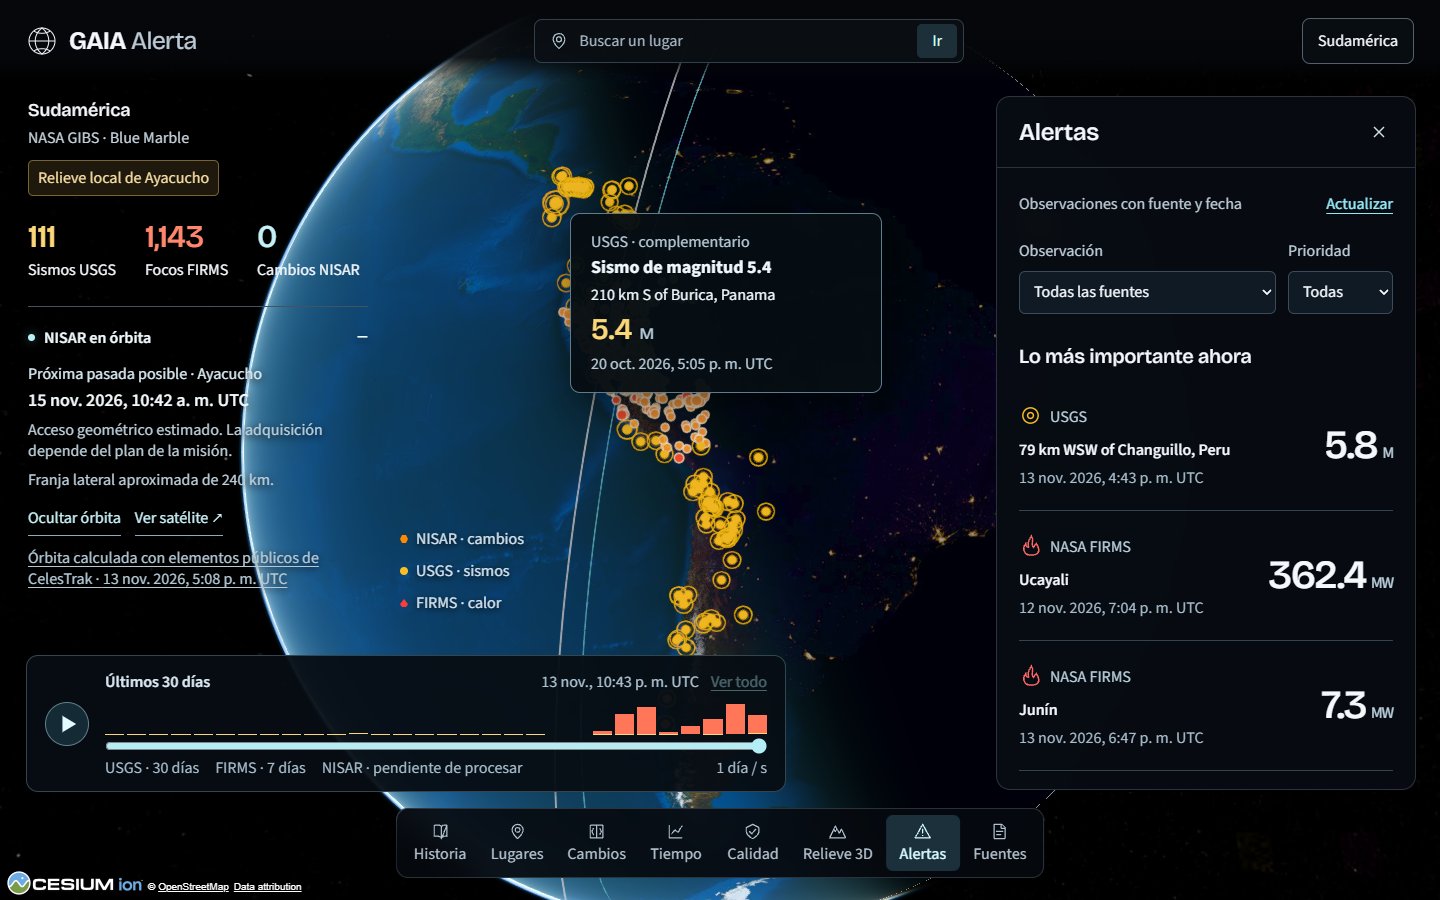 GAIA Alerta
Buscar un lugar
Ir
Sudamérica
Sudamérica
NASA GIBS · Blue Marble
Relieve local de Ayacucho
111
Sismos USGS
1,143
Focos FIRMS
0
Cambios NISAR
NISAR en órbita
Próxima pasada posible · Ayacucho
15 nov. 2026, 10:42 a. m. UTC
Acceso geométrico estimado. La adquisición
depende del plan de la misión.
Franja lateral aproximada de 240 km.
Ocultar órbita Ver satélite ↗
Órbita calculada con elementos públicos de
CelesTrak · 13 nov. 2026, 5:08 p. m. UTC
USGS · complementario
Sismo de magnitud 5.4
210 km S of Burica, Panama
5.4 M
20 oct. 2026, 5:05 p. m. UTC
NISAR · cambios
USGS · sismos
FIRMS · calor
Últimos 30 días
13 nov., 10:43 p. m. UTC Ver todo
USGS · 30 días FIRMS · 7 días NISAR · pendiente de procesar
1 día / s
Alertas
Observaciones con fuente y fecha
Actualizar
Observación
Todas las fuentes
Prioridad
Todas
Lo más importante ahora
USGS
79 km WSW of Changuillo, Peru
13 nov. 2026, 4:43 p. m. UTC
5.8 M
NASA FIRMS
Ucayali
12 nov. 2026, 7:04 p. m. UTC
362.4 MW
NASA FIRMS
Junín
13 nov. 2026, 6:47 p. m. UTC
7.3 MW
Historia
Lugares
Cambios
Tiempo
Calidad
Relieve 3D
Alertas
Fuentes
CESIUM ion © OpenStreetMap Data attribution